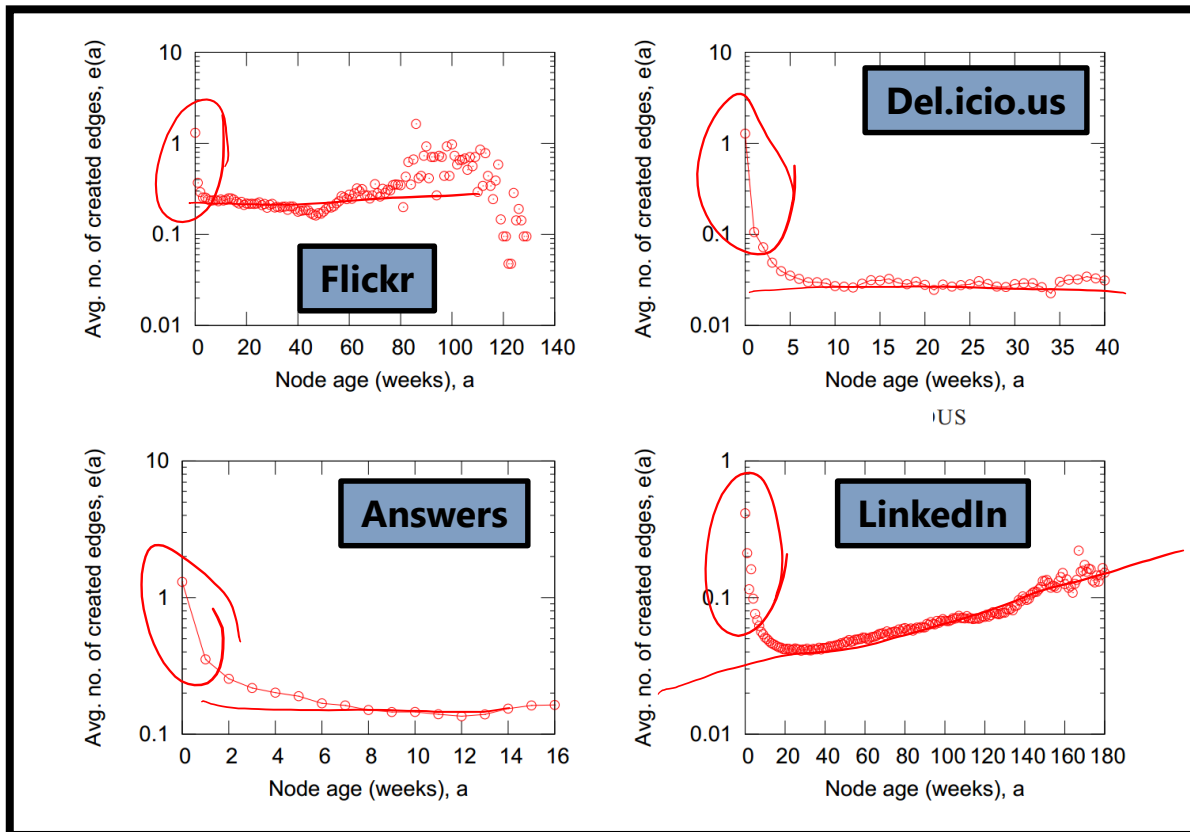 Avg. no. of created edges, e(a)
10
1
0.1
0.01
Flickr
0 20 40 60 80 100 120 140
Node age (weeks), a
Avg. no. of created edges, e(a)
10
1
0.1
0.01
Del.icio.us
0 5 10 15 20 25 30 35 40
Node age (weeks), a
OUS
Avg. no. of created edges, e(a)
10
1
0.1
Answers
0 2 4 6 8 10 12 14 16
Node age (weeks), a
Avg. no. of created edges, e(a)
1
0.1
0.01
LinkedIn
0 20 40 60 80 100 120 140 160 180
Node age (weeks), a